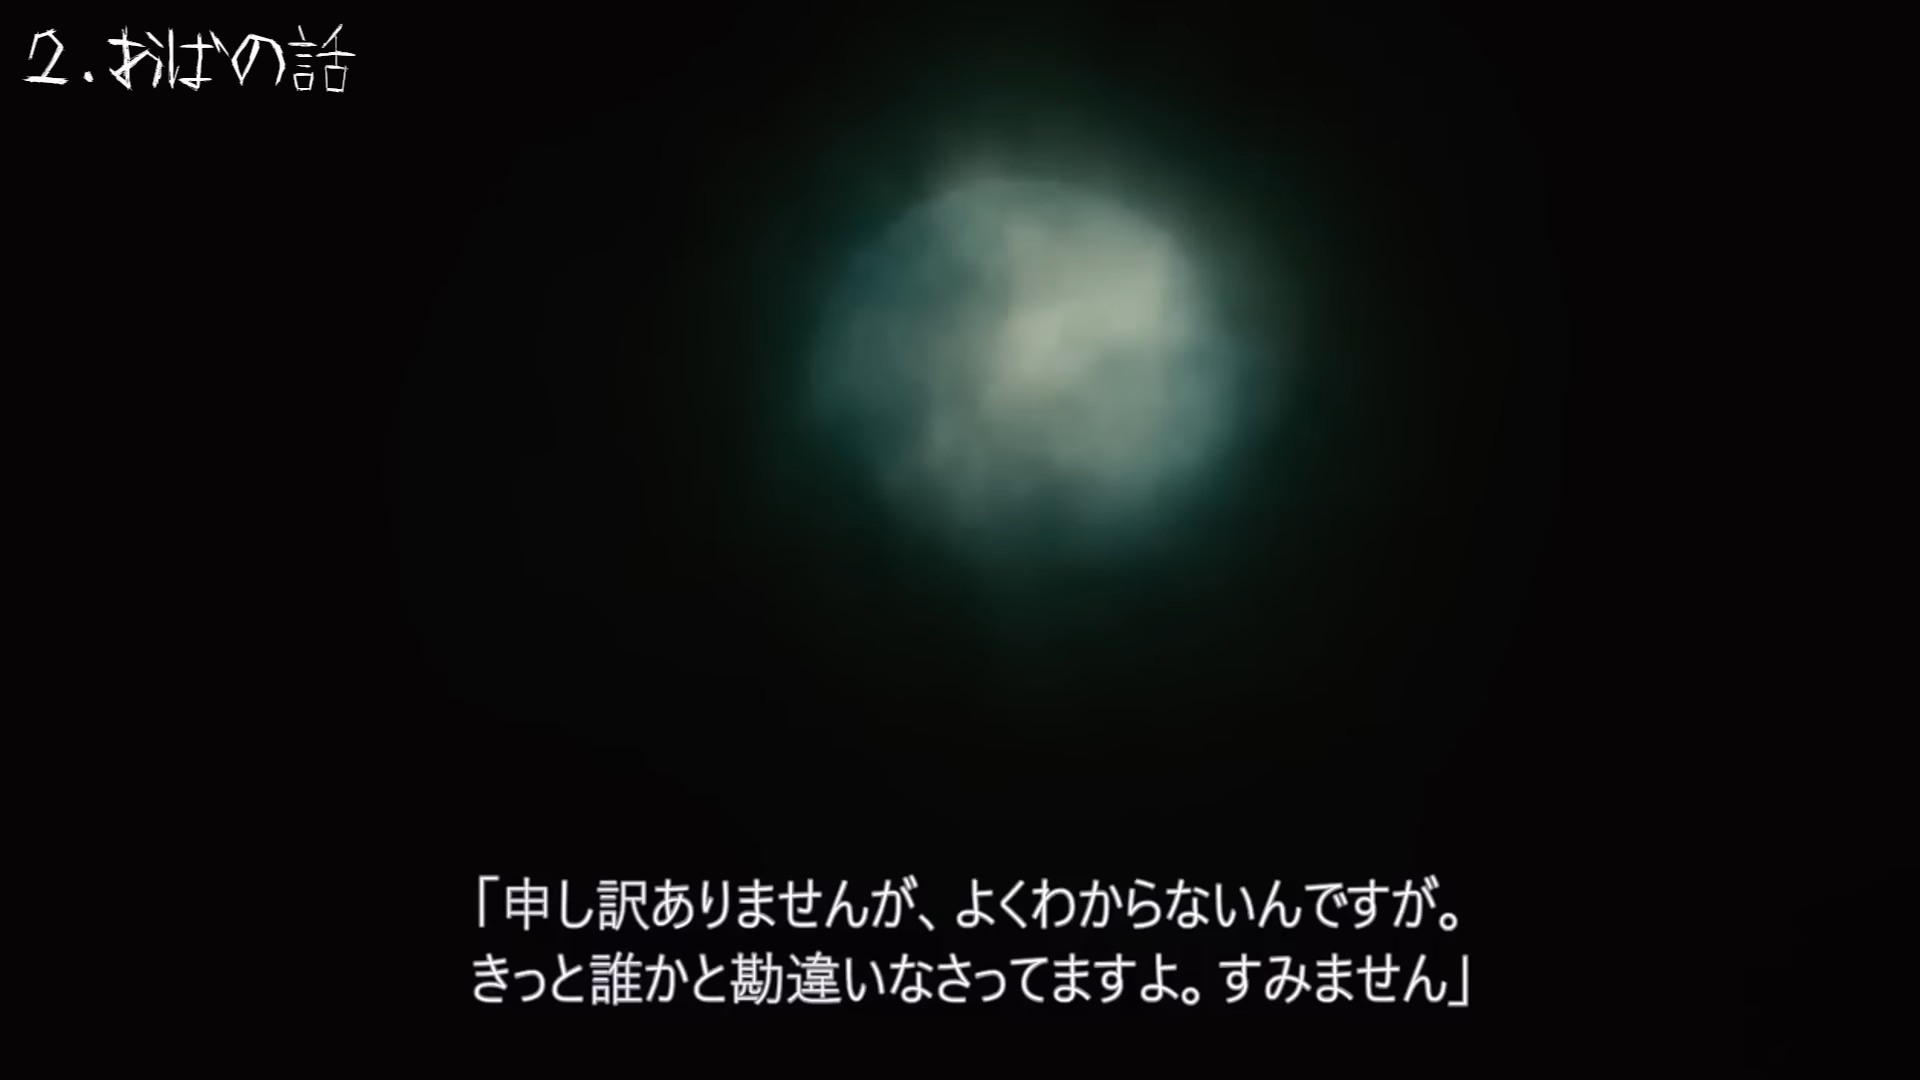 2.おばの話
「申し訳ありませんが、よくわからないんですが。
きっと誰かと勘違いなさってますよ。すみません」